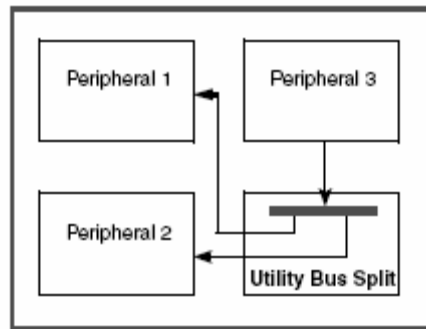 Peripheral 1
Peripheral 3
Peripheral 2
Utility Bus Split